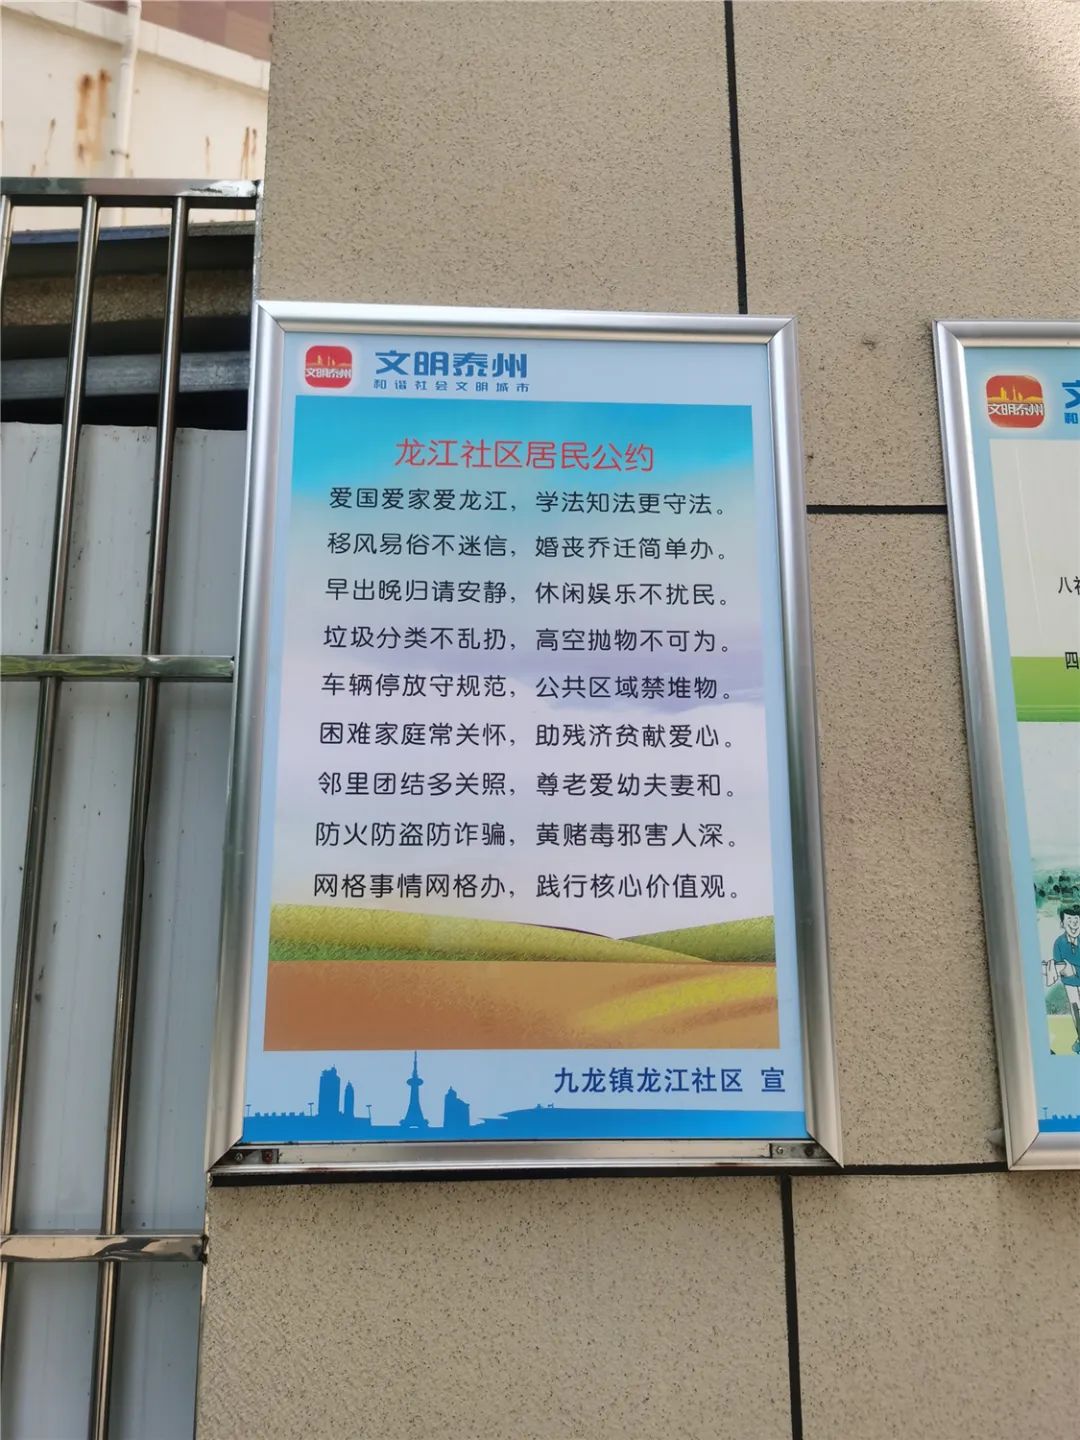 文明泰州
文明泰州
和谐社会文明城市
龙江社区居民公约
爱国爱家爱龙江，学法知法更守法。
移风易俗不迷信，婚丧乔迁简单办。
早出晚归请安静，休闲娱乐不扰民。
垃圾分类不乱扔，高空抛物不可为。
车辆停放守规范，公共区域禁堆物。
困难家庭常关怀，助残济贫献爱心。
邻里团结多关照，尊老爱幼夫妻和。
防火防盗防诈骗，黄赌毒邪害人深。
网格事情网格办，践行核心价值观。
九龙镇龙江社区 宣
文明泰州
文
和
八
四